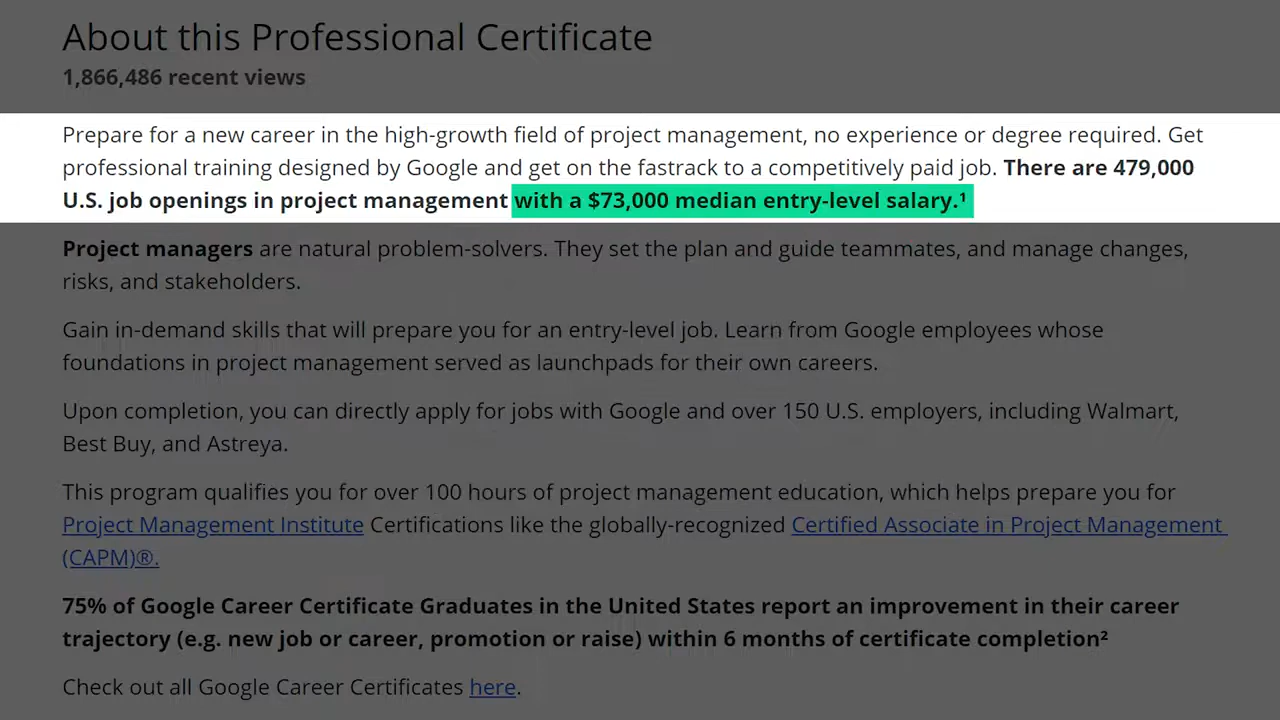 About this Professional Certificate
1,866,486 recent views
Prepare for a new career in the high-growth field of project management, no experience or degree required. Get
professional training designed by Google and get on the fastrack to a competitively paid job. There are 479,000
U.S. job openings in project management with a $73,000 median entry-level salary.¹
Project managers are natural problem-solvers. They set the plan and guide teammates, and manage changes,
risks, and stakeholders.
Gain in-demand skills that will prepare you for an entry-level job. Learn from Google employees whose
foundations in project management served as launchpads for their own careers.
Upon completion, you can directly apply for jobs with Google and over 150 U.S. employers, including Walmart,
Best Buy, and Astreya.
This program qualifies you for over 100 hours of project management education, which helps prepare you for
Project Management Institute Certifications like the globally-recognized Certified Associate in Project Management
(CAPM)®.
75% of Google Career Certificate Graduates in the United States report an improvement in their career
trajectory (e.g. new job or career, promotion or raise) within 6 months of certificate completion²
Check out all Google Career Certificates here.